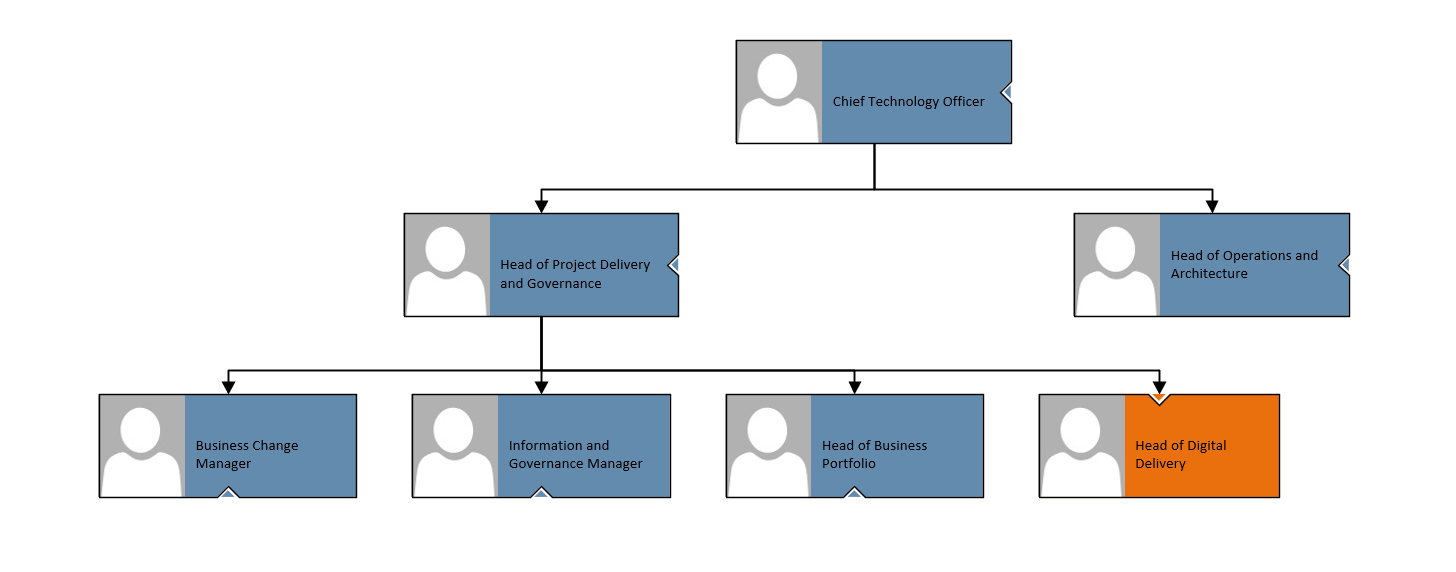 Chief Technology Officer
Head of Project Delivery
and Governance
Head of Operations and
Architecture
Business Change
Manager
Information and
Governance Manager
Head of Business
Portfolio
Head of Digital
Delivery